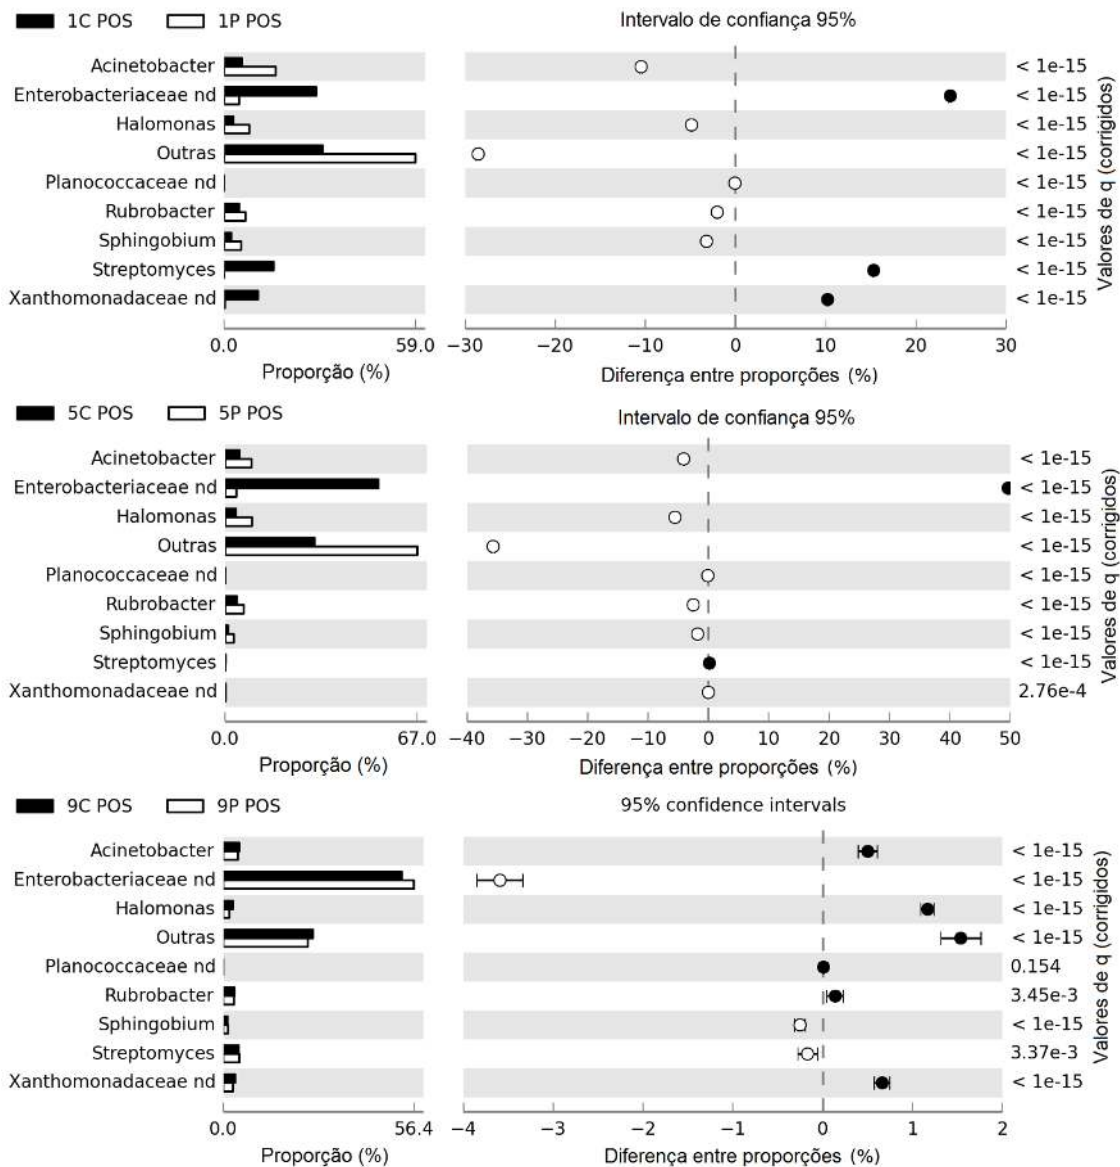 1C POS 1P POS Intervalo de confiança 95%
Acinetobacter < 1e-15
Enterobacteriaceae nd < 1e-15
Halomonas < 1e-15
Outras < 1e-15
Planococcaceae nd < 1e-15
Rubrobacter < 1e-15
Sphingobium < 1e-15
Streptomyces < 1e-15
Xanthomonadaceae nd < 1e-15
Valores de q (corrigidos)
0.0 59.0 −30 −20 −10 0 10 20 30
Proporção (%) Diferença entre proporções (%)
5C POS 5P POS Intervalo de confiança 95%
Acinetobacter < 1e-15
Enterobacteriaceae nd < 1e-15
Halomonas < 1e-15
Outras < 1e-15
Planococcaceae nd < 1e-15
Rubrobacter < 1e-15
Sphingobium < 1e-15
Streptomyces < 1e-15
Xanthomonadaceae nd 2.76e-4
Valores de q (corrigidos)
0.0 67.0 −40 −30 −20 −10 0 10 20 30 40 50
Proporção (%) Diferença entre proporções (%)
9C POS 9P POS 95% confidence intervals
Acinetobacter < 1e-15
Enterobacteriaceae nd < 1e-15
Halomonas < 1e-15
Outras < 1e-15
Planococcaceae nd 0.154
Rubrobacter 3.45e-3
Sphingobium < 1e-15
Streptomyces 3.37e-3
Xanthomonadaceae nd < 1e-15
Valores de q (corrigidos)
0.0 56.4 −4 −3 −2 −1 0 1 2
Proporção (%) Diferença entre proporções (%)